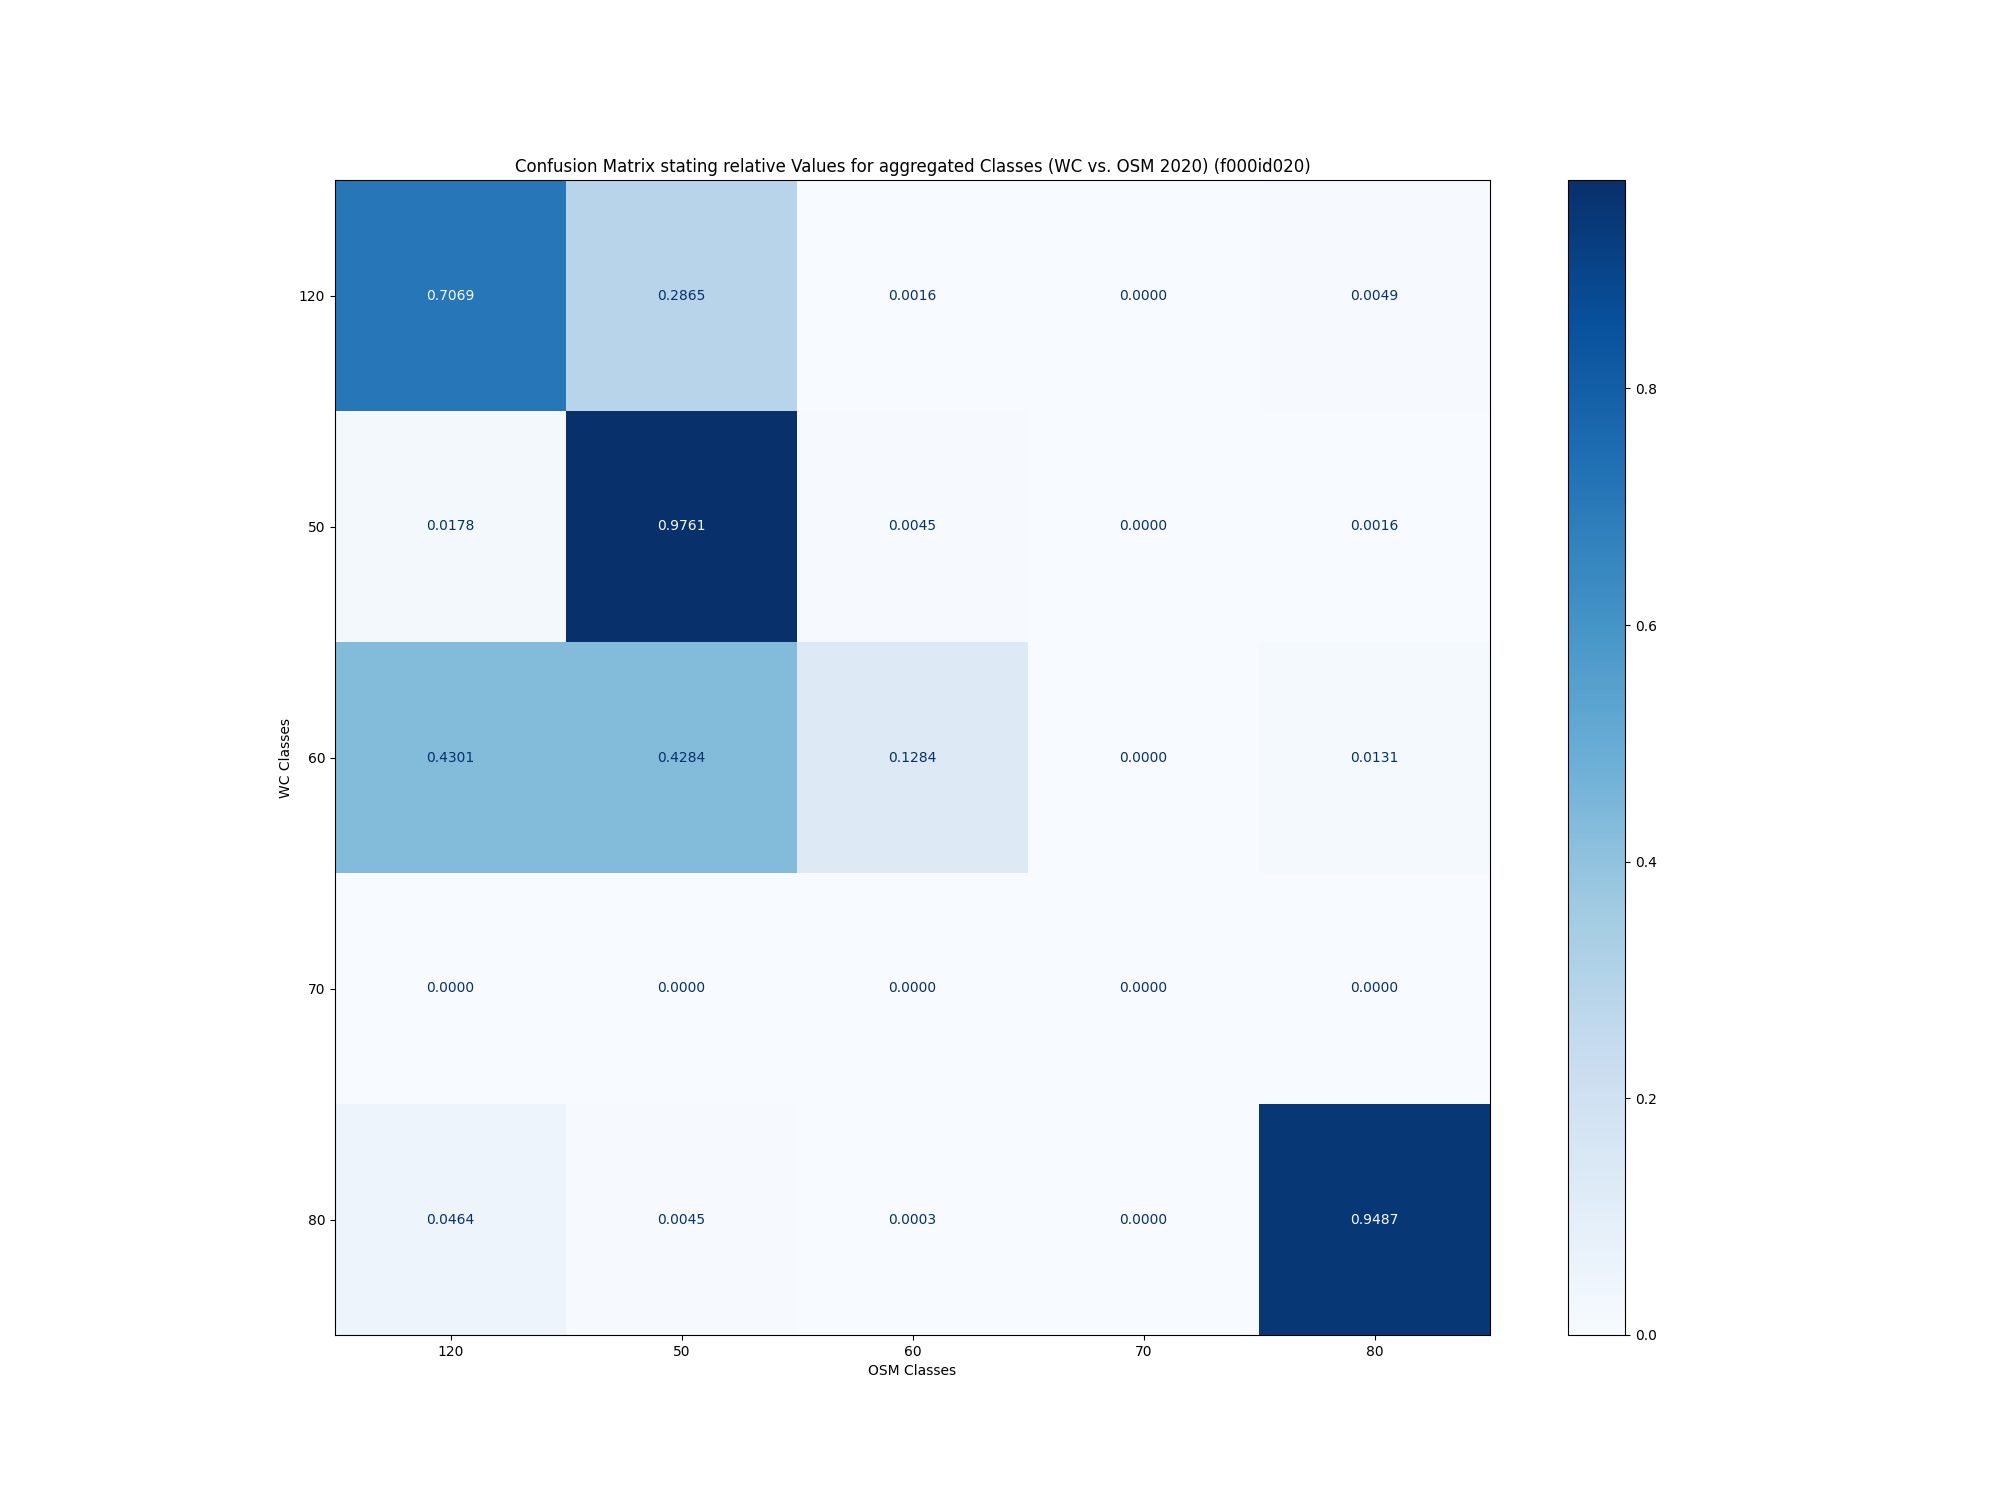 Confusion Matrix stating relative Values for aggregated Classes (WC vs. OSM 2020) (f000id020)
120 0.7069 0.2865 0.0016 0.0000 0.0049
50 0.0178 0.9761 0.0045 0.0000 0.0016
WC Classes
60 0.4301 0.4284 0.1284 0.0000 0.0131
70 0.0000 0.0000 0.0000 0.0000 0.0000
80 0.0464 0.0045 0.0003 0.0000 0.9487
120 50 60 70 80
OSM Classes
0.8
0.6
0.4
0.2
0.0